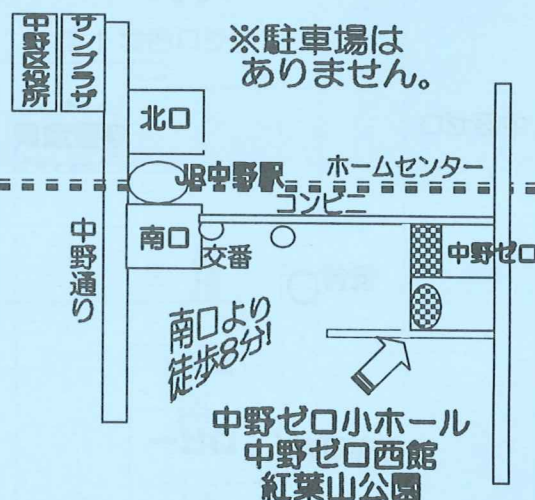 中野区役所
サンプラザ
※駐車場は
ありません。
北口
JR中野駅
ホームセンター
コンビニ
南口
交番
中野ゼロ
中野通り
南口より
徒歩8分!
中野ゼロ小ホール
中野ゼロ西館
紅葉山公園